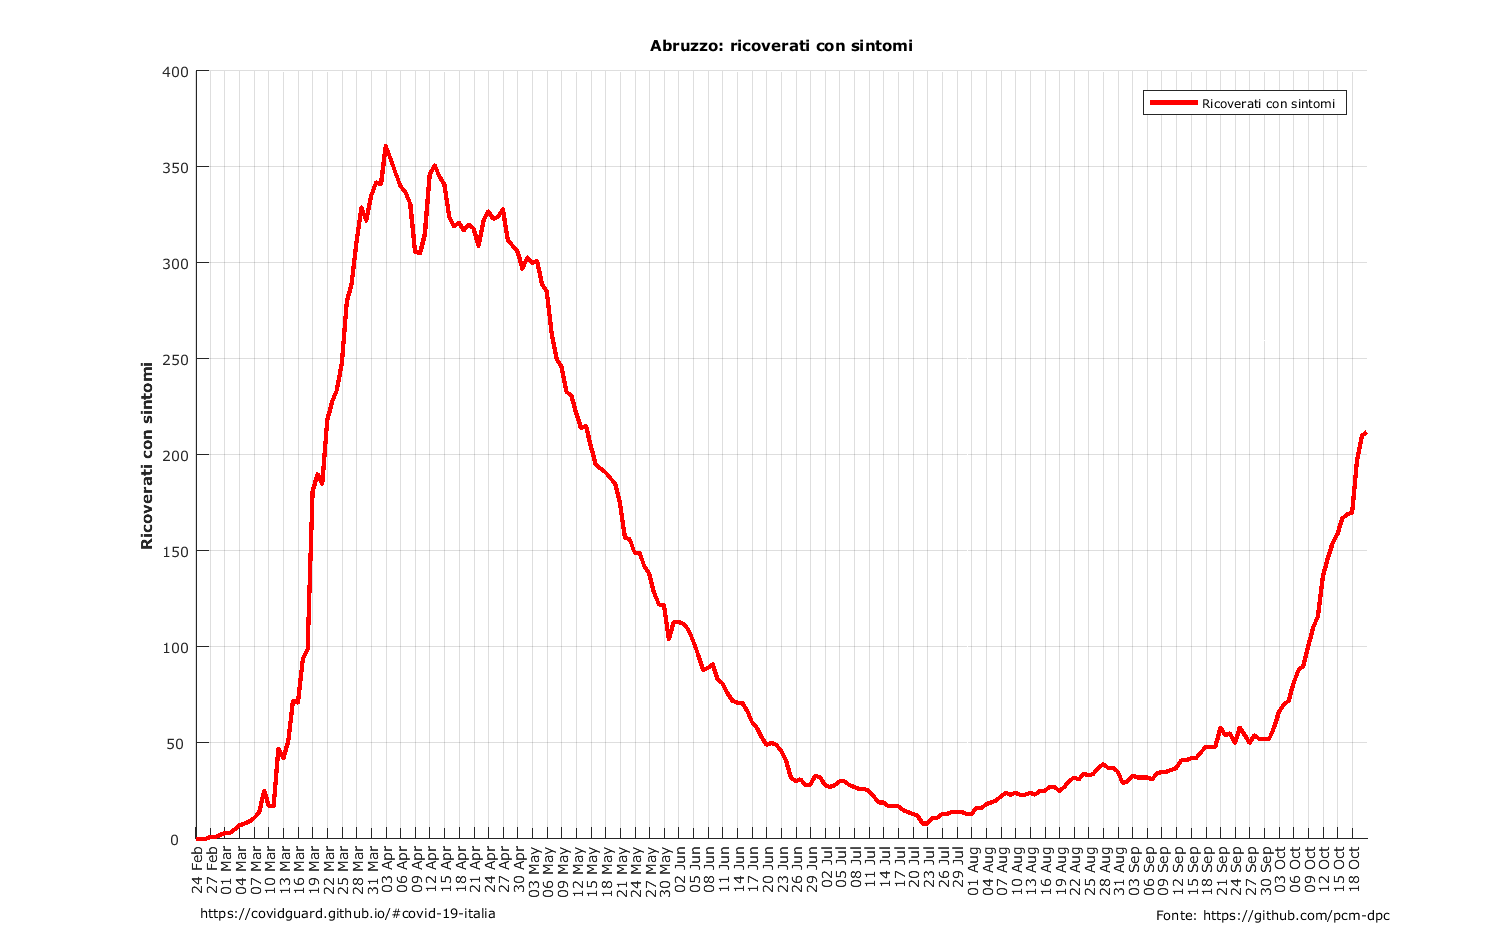 Abruzzo: ricoverati con sintomi
Ricoverati con sintomi
400
350
300
250
200
150
100
50
0
Ricoverati con sintomi
24 Feb
27 Feb
01 Mar
04 Mar
07 Mar
10 Mar
13 Mar
16 Mar
19 Mar
22 Mar
25 Mar
28 Mar
31 Mar
03 Apr
06 Apr
09 Apr
12 Apr
15 Apr
18 Apr
21 Apr
24 Apr
27 Apr
30 Apr
03 May
06 May
09 May
12 May
15 May
18 May
21 May
24 May
27 May
30 May
02 Jun
05 Jun
08 Jun
11 Jun
14 Jun
17 Jun
20 Jun
23 Jun
26 Jun
29 Jun
02 Jul
05 Jul
08 Jul
11 Jul
14 Jul
17 Jul
20 Jul
23 Jul
26 Jul
29 Jul
01 Aug
04 Aug
07 Aug
10 Aug
13 Aug
16 Aug
19 Aug
22 Aug
25 Aug
28 Aug
31 Aug
03 Sep
06 Sep
09 Sep
12 Sep
15 Sep
18 Sep
21 Sep
24 Sep
27 Sep
30 Sep
03 Oct
06 Oct
09 Oct
12 Oct
15 Oct
18 Oct
https://covidguard.github.io/#covid-19-italia
Fonte: https://github.com/pcm-dpc